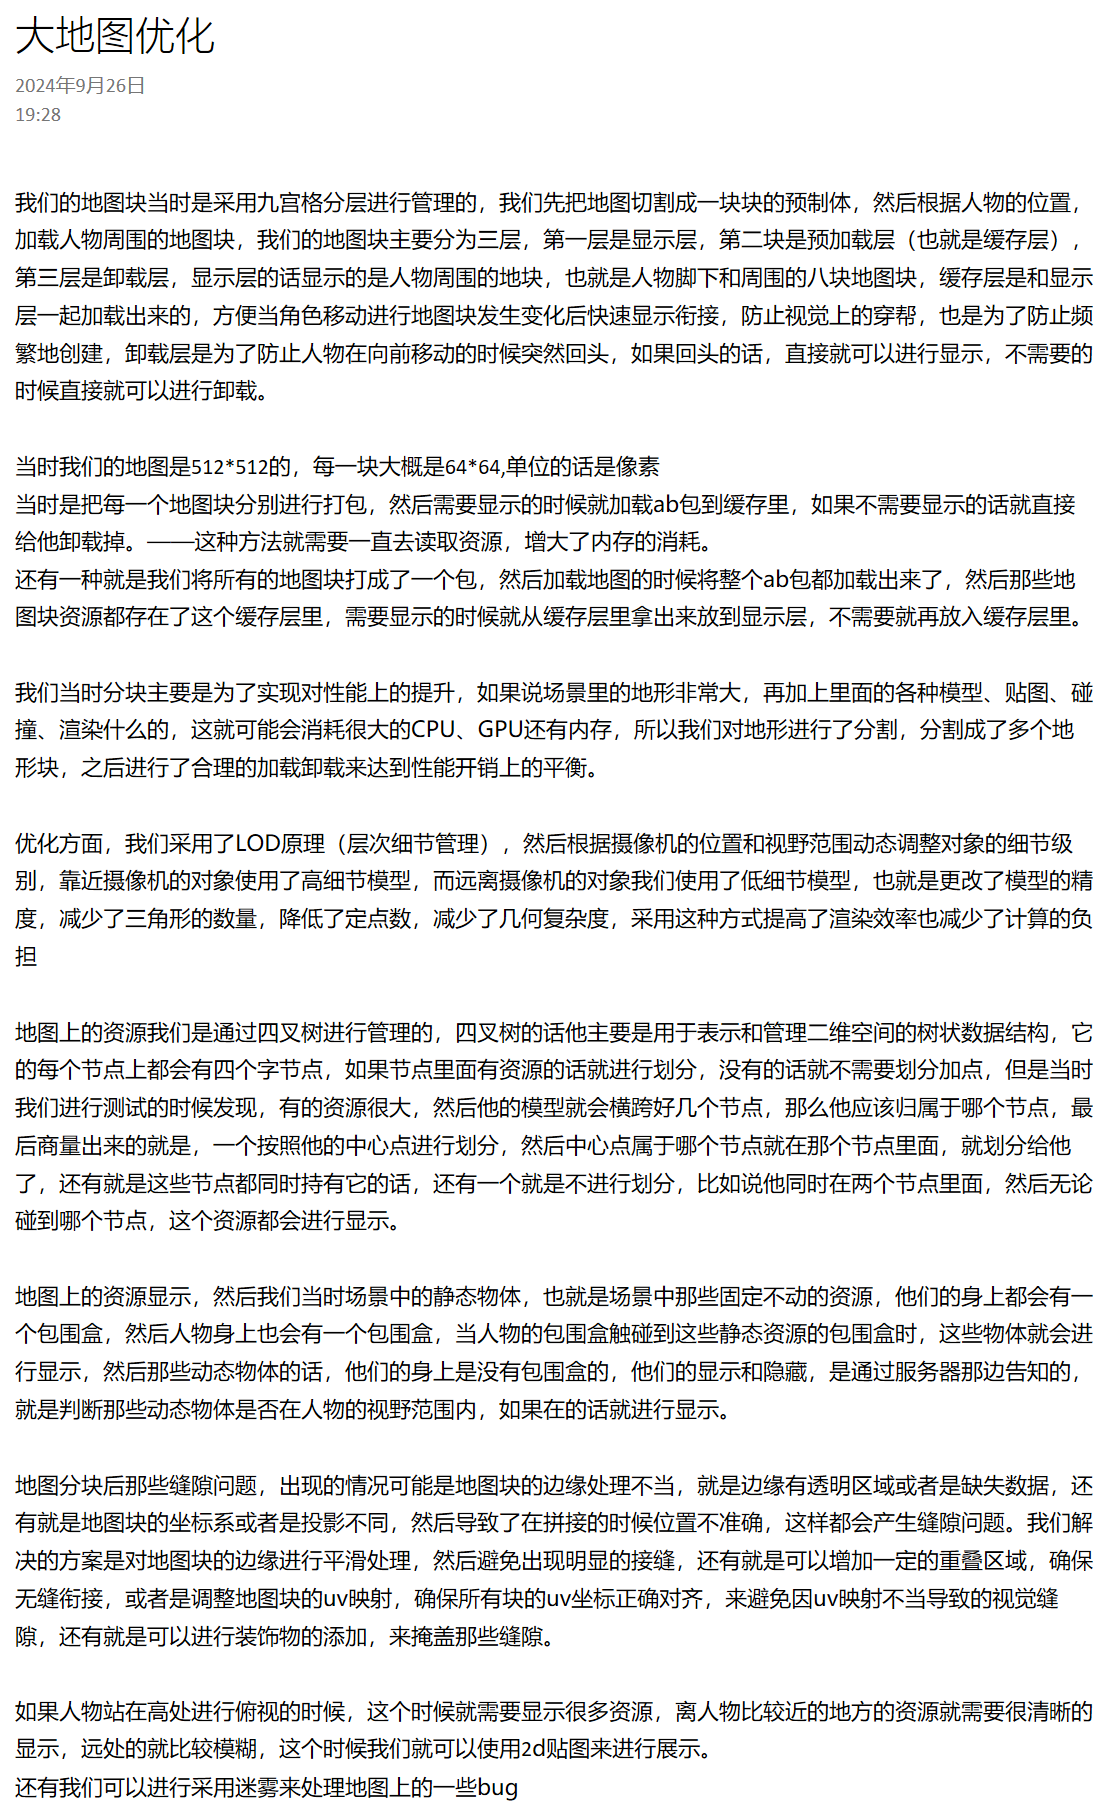 大地图优化
2024年9月26日
19:28
我们的地图块当时是采用九宫格分层进行管理的，我们先把地图切割成一块块的预制体，然后根据人物的位置，
加载人物周围的地图块，我们的地图块主要分为三层，第一层是显示层，第二块是预加载层（也就是缓存层），
第三层是卸载层，显示层的话显示的是人物周围的地块，也就是人物脚下和周围的八块地图块，缓存层是和显示
层一起加载出来的，方便当角色移动进行地图块发生变化后快速显示衔接，防止视觉上的穿帮，也是为了防止频
繁地创建，卸载层是为了防止人物在向前移动的时候突然回头，如果回头的话，直接就可以进行显示，不需要的
时候直接就可以进行卸载。
当时我们的地图是512*512的，每一块大概是64*64,单位的话是像素
当时是把每一个地图块分别进行打包，然后需要显示的时候就加载ab包到缓存里，如果不需要显示的话就直接
给他卸载掉。——这种方法就需要一直去读取资源，增大了内存的消耗。
还有一种就是我们将所有的地图块打成了一个包，然后加载地图的时候将整个ab包都加载出来了，然后那些地
图块资源都存在了这个缓存层里，需要显示的时候就从缓存层里拿出来放到显示层，不需要就再放入缓存层里。
我们当时分块主要是为了实现对性能上的提升，如果说场景里的地形非常大，再加上里面的各种模型、贴图、碰
撞、渲染什么的，这就可能会消耗很大的CPU、GPU还有内存，所以我们对地形进行了分割，分割成了多个地
形块，之后进行了合理的加载卸载来达到性能开销上的平衡。
优化方面，我们采用了LOD原理（层次细节管理），然后根据摄像机的位置和视野范围动态调整对象的细节级
别，靠近摄像机的对象使用了高细节模型，而远离摄像机的对象我们使用了低细节模型，也就是更改了模型的精
度，减少了三角形的数量，降低了定点数，减少了几何复杂度，采用这种方式提高了渲染效率也减少了计算的负
担
地图上的资源我们是通过四叉树进行管理的，四叉树的话他主要是用于表示和管理二维空间的树状数据结构，它
的每个节点上都会有四个字节点，如果节点里面有资源的话就进行划分，没有的话就不需要划分加点，但是当时
我们进行测试的时候发现，有的资源很大，然后他的模型就会横跨好几个节点，那么他应该归属于哪个节点，最
后商量出来的就是，一个按照他的中心点进行划分，然后中心点属于哪个节点就在那个节点里面，就划分给他
了，还有就是这些节点都同时持有它的话，还有一个就是不进行划分，比如说他同时在两个节点里面，然后无论
碰到哪个节点，这个资源都会进行显示。
地图上的资源显示，然后我们当时场景中的静态物体，也就是场景中那些固定不动的资源，他们的身上都会有一
个包围盒，然后人物身上也会有一个包围盒，当人物的包围盒触碰到这些静态资源的包围盒时，这些物体就会进
行显示，然后那些动态物体的话，他们的身上是没有包围盒的，他们的显示和隐藏，是通过服务器那边告知的，
就是判断那些动态物体是否在人物的视野范围内，如果在的话就进行显示。
地图分块后那些缝隙问题，出现的情况可能是地图块的边缘处理不当，就是边缘有透明区域或者是缺失数据，还
有就是地图块的坐标系或者是投影不同，然后导致了在拼接的时候位置不准确，这样都会产生缝隙问题。我们解
决的方案是对地图块的边缘进行平滑处理，然后避免出现明显的接缝，还有就是可以增加一定的重叠区域，确保
无缝衔接，或者是调整地图块的uv映射，确保所有块的uv坐标正确对齐，来避免因uv映射不当导致的视觉缝
隙，还有就是可以进行装饰物的添加，来掩盖那些缝隙。
如果人物站在高处进行俯视的时候，这个时候就需要显示很多资源，离人物比较近的地方的资源就需要很清晰的
显示，远处的就比较模糊，这个时候我们就可以使用2d贴图来进行展示。
还有我们可以进行采用迷雾来处理地图上的一些bug